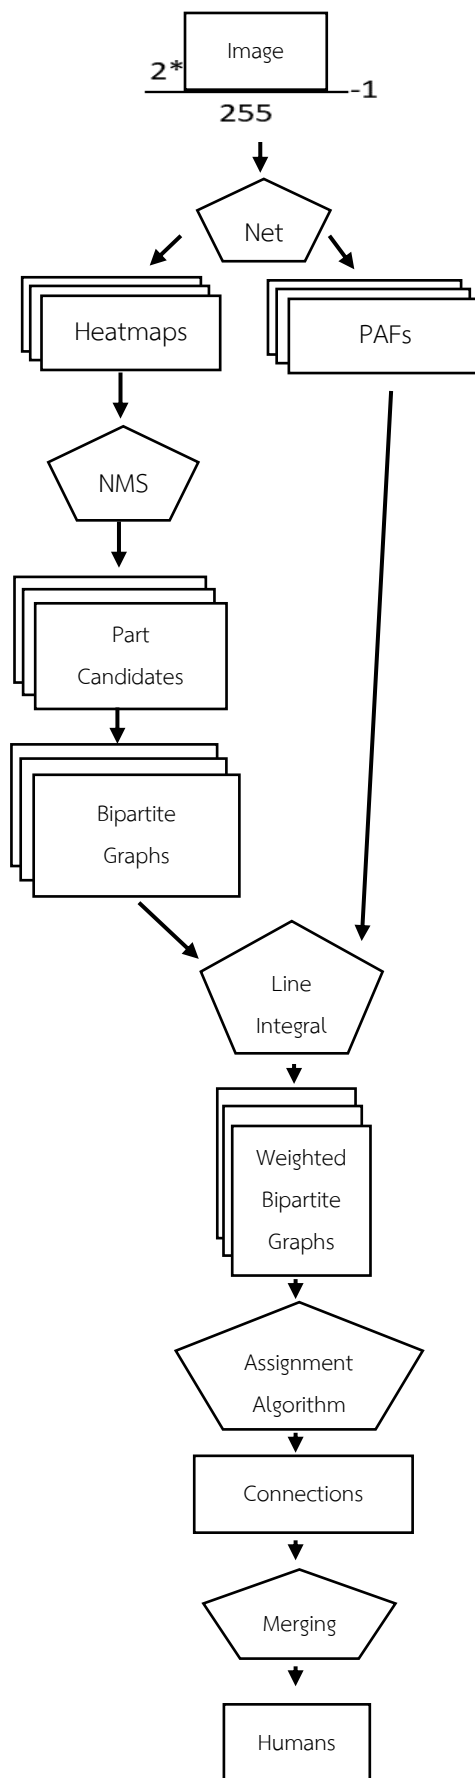 Image
2*
-1
255
Net
Heatmaps
PAFs
NMS
Part
Candidates
Bipartite
Graphs
Line
Integral
Weighted
Bipartite
Graphs
Assignment
Algorithm
Connections
Merging
Humans